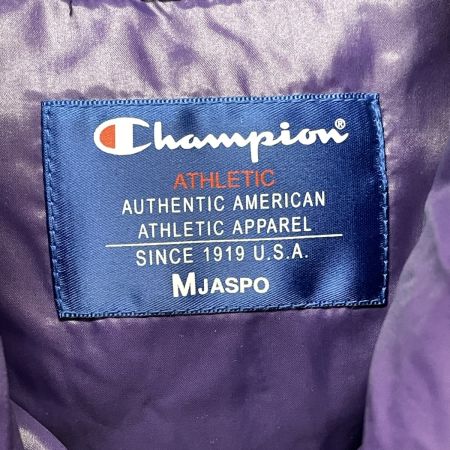 Champion®
ATHLETIC
AUTHENTIC AMERICAN
ATHLETIC APPAREL
SINCE 1919 U.S.A.
MJASPO